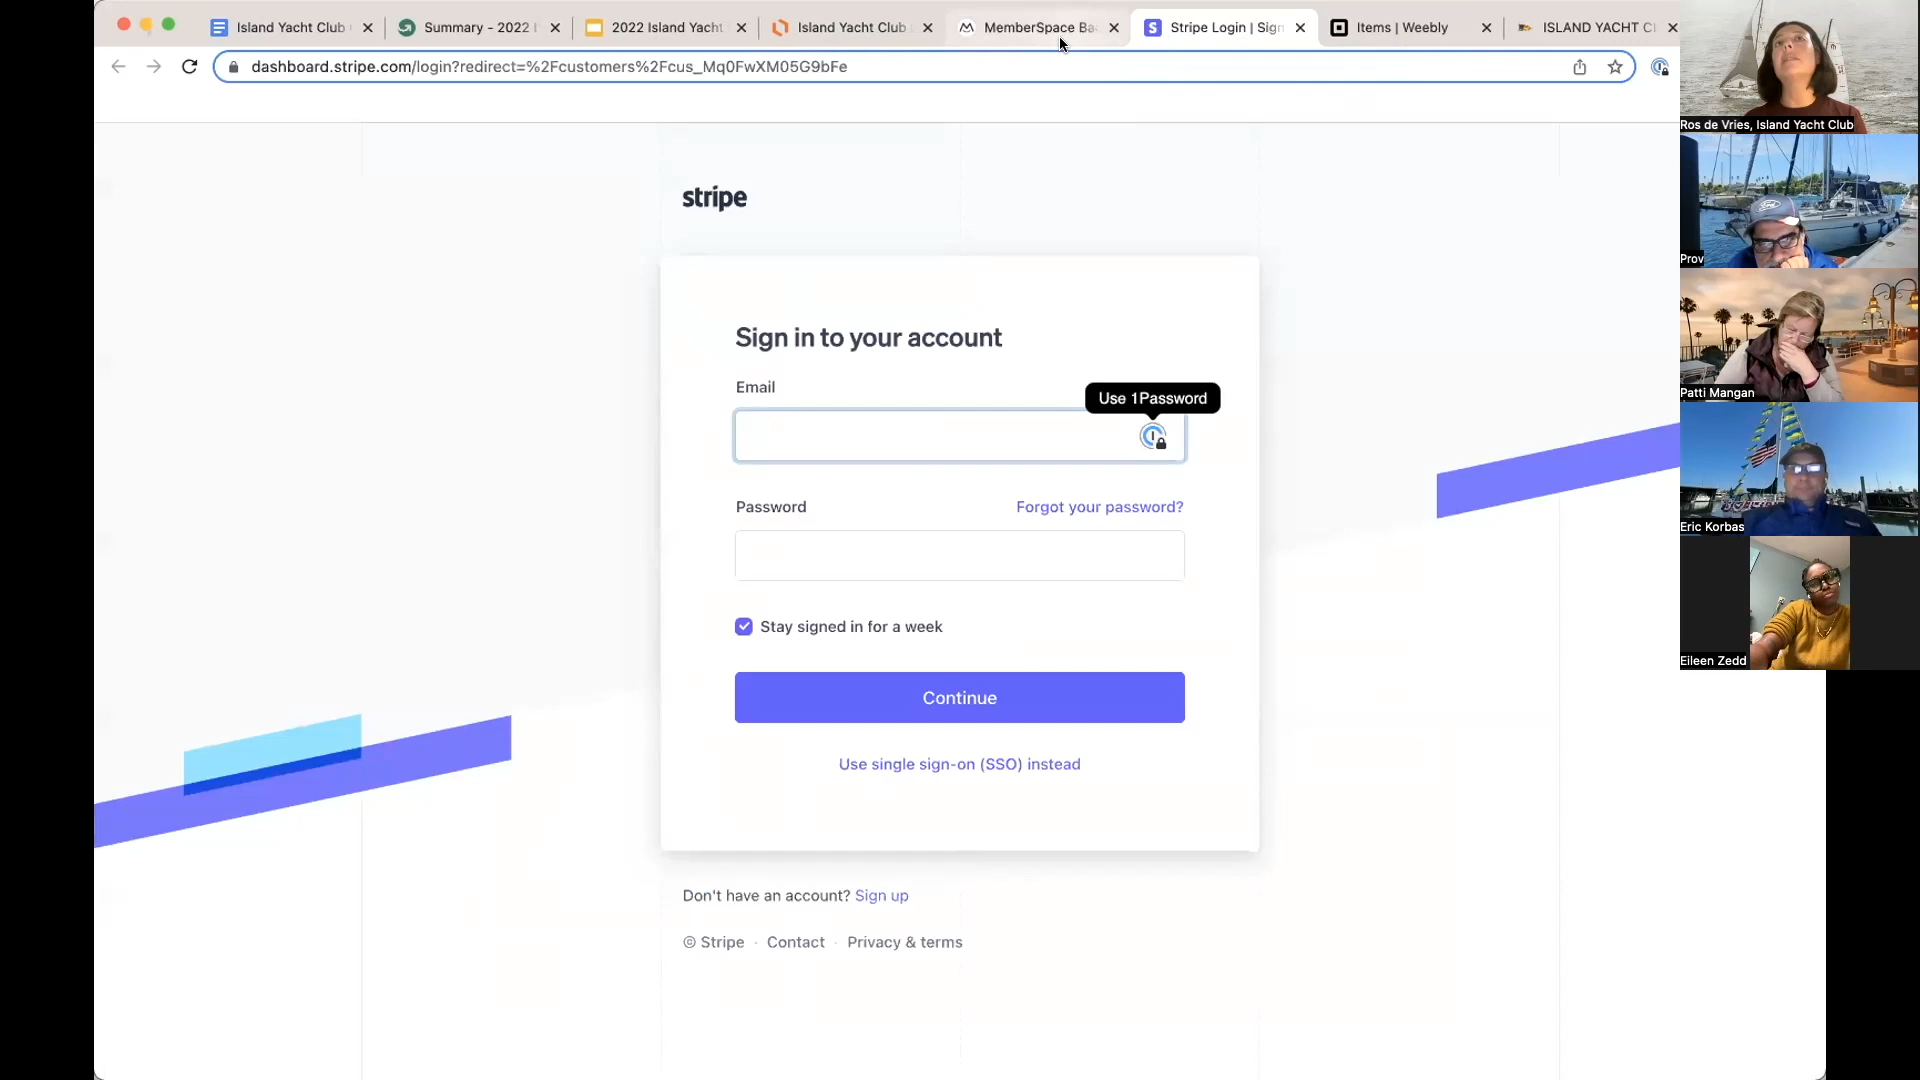 Island Yacht Club
Summary - 2022
2022 Island Yacht
Island Yacht Club
MemberSpace Ba
Stripe Login | Sign
Items | Weebly
ISLAND YACHT C
dashboard.stripe.com/login?redirect=%2Fcustomers%2Fcus_Mq0FwXM05G9bFe
stripe
Sign in to your account
Email
Use 1Password
Password
Forgot your password?
Stay signed in for a week
Continue
Use single sign-on (SSO) instead
Don't have an account? Sign up
© Stripe · Contact · Privacy & terms
Ros de Vries, Island Yacht Club
Prov
Patti Mangan
Eric Korbas
Eileen Zedd